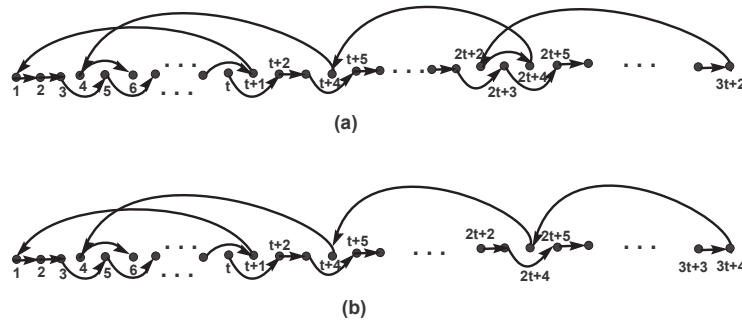 t+2 t+5 2t+2 2t+5
1 2 3 4 5 6 . . . . . . t t+1 t+4 . . . 2t+3 2t+4 . . . 3t+2
(a)
t+2 t+5 2t+2 2t+5
1 2 3 4 5 6 . . . . . . t t+1 t+4 . . . 2t+4 . . . 3t+3 3t+4
(b)